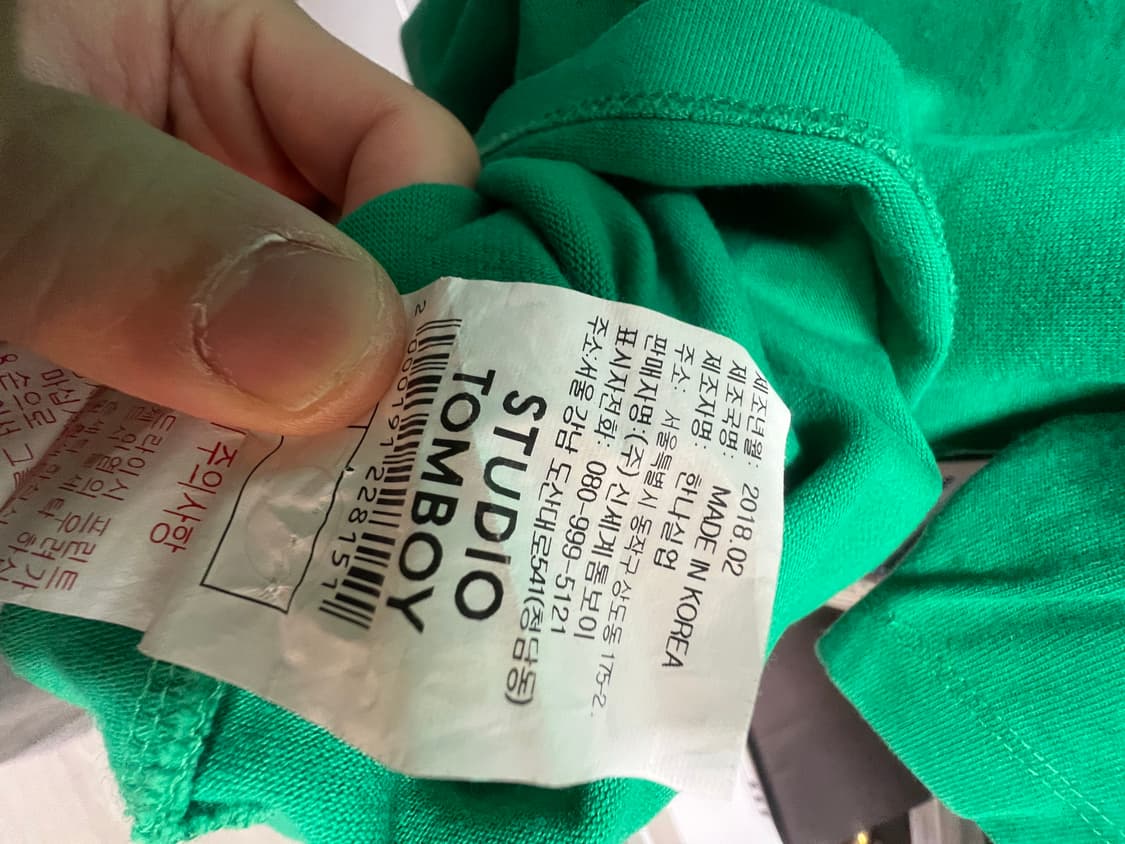 제조년월: 2018.02
제조국명: MADE IN KOREA
제조자명: 한나실업
주소: 서울특별시 동작구 상도동 175-2.
판매자명:(주)신세계톰보이
표시자전화: 080-999-5121
주소:서울 강남 도산대로541(청담동)
STUDIO
TOMBOY
2 000191 228151
주의사항